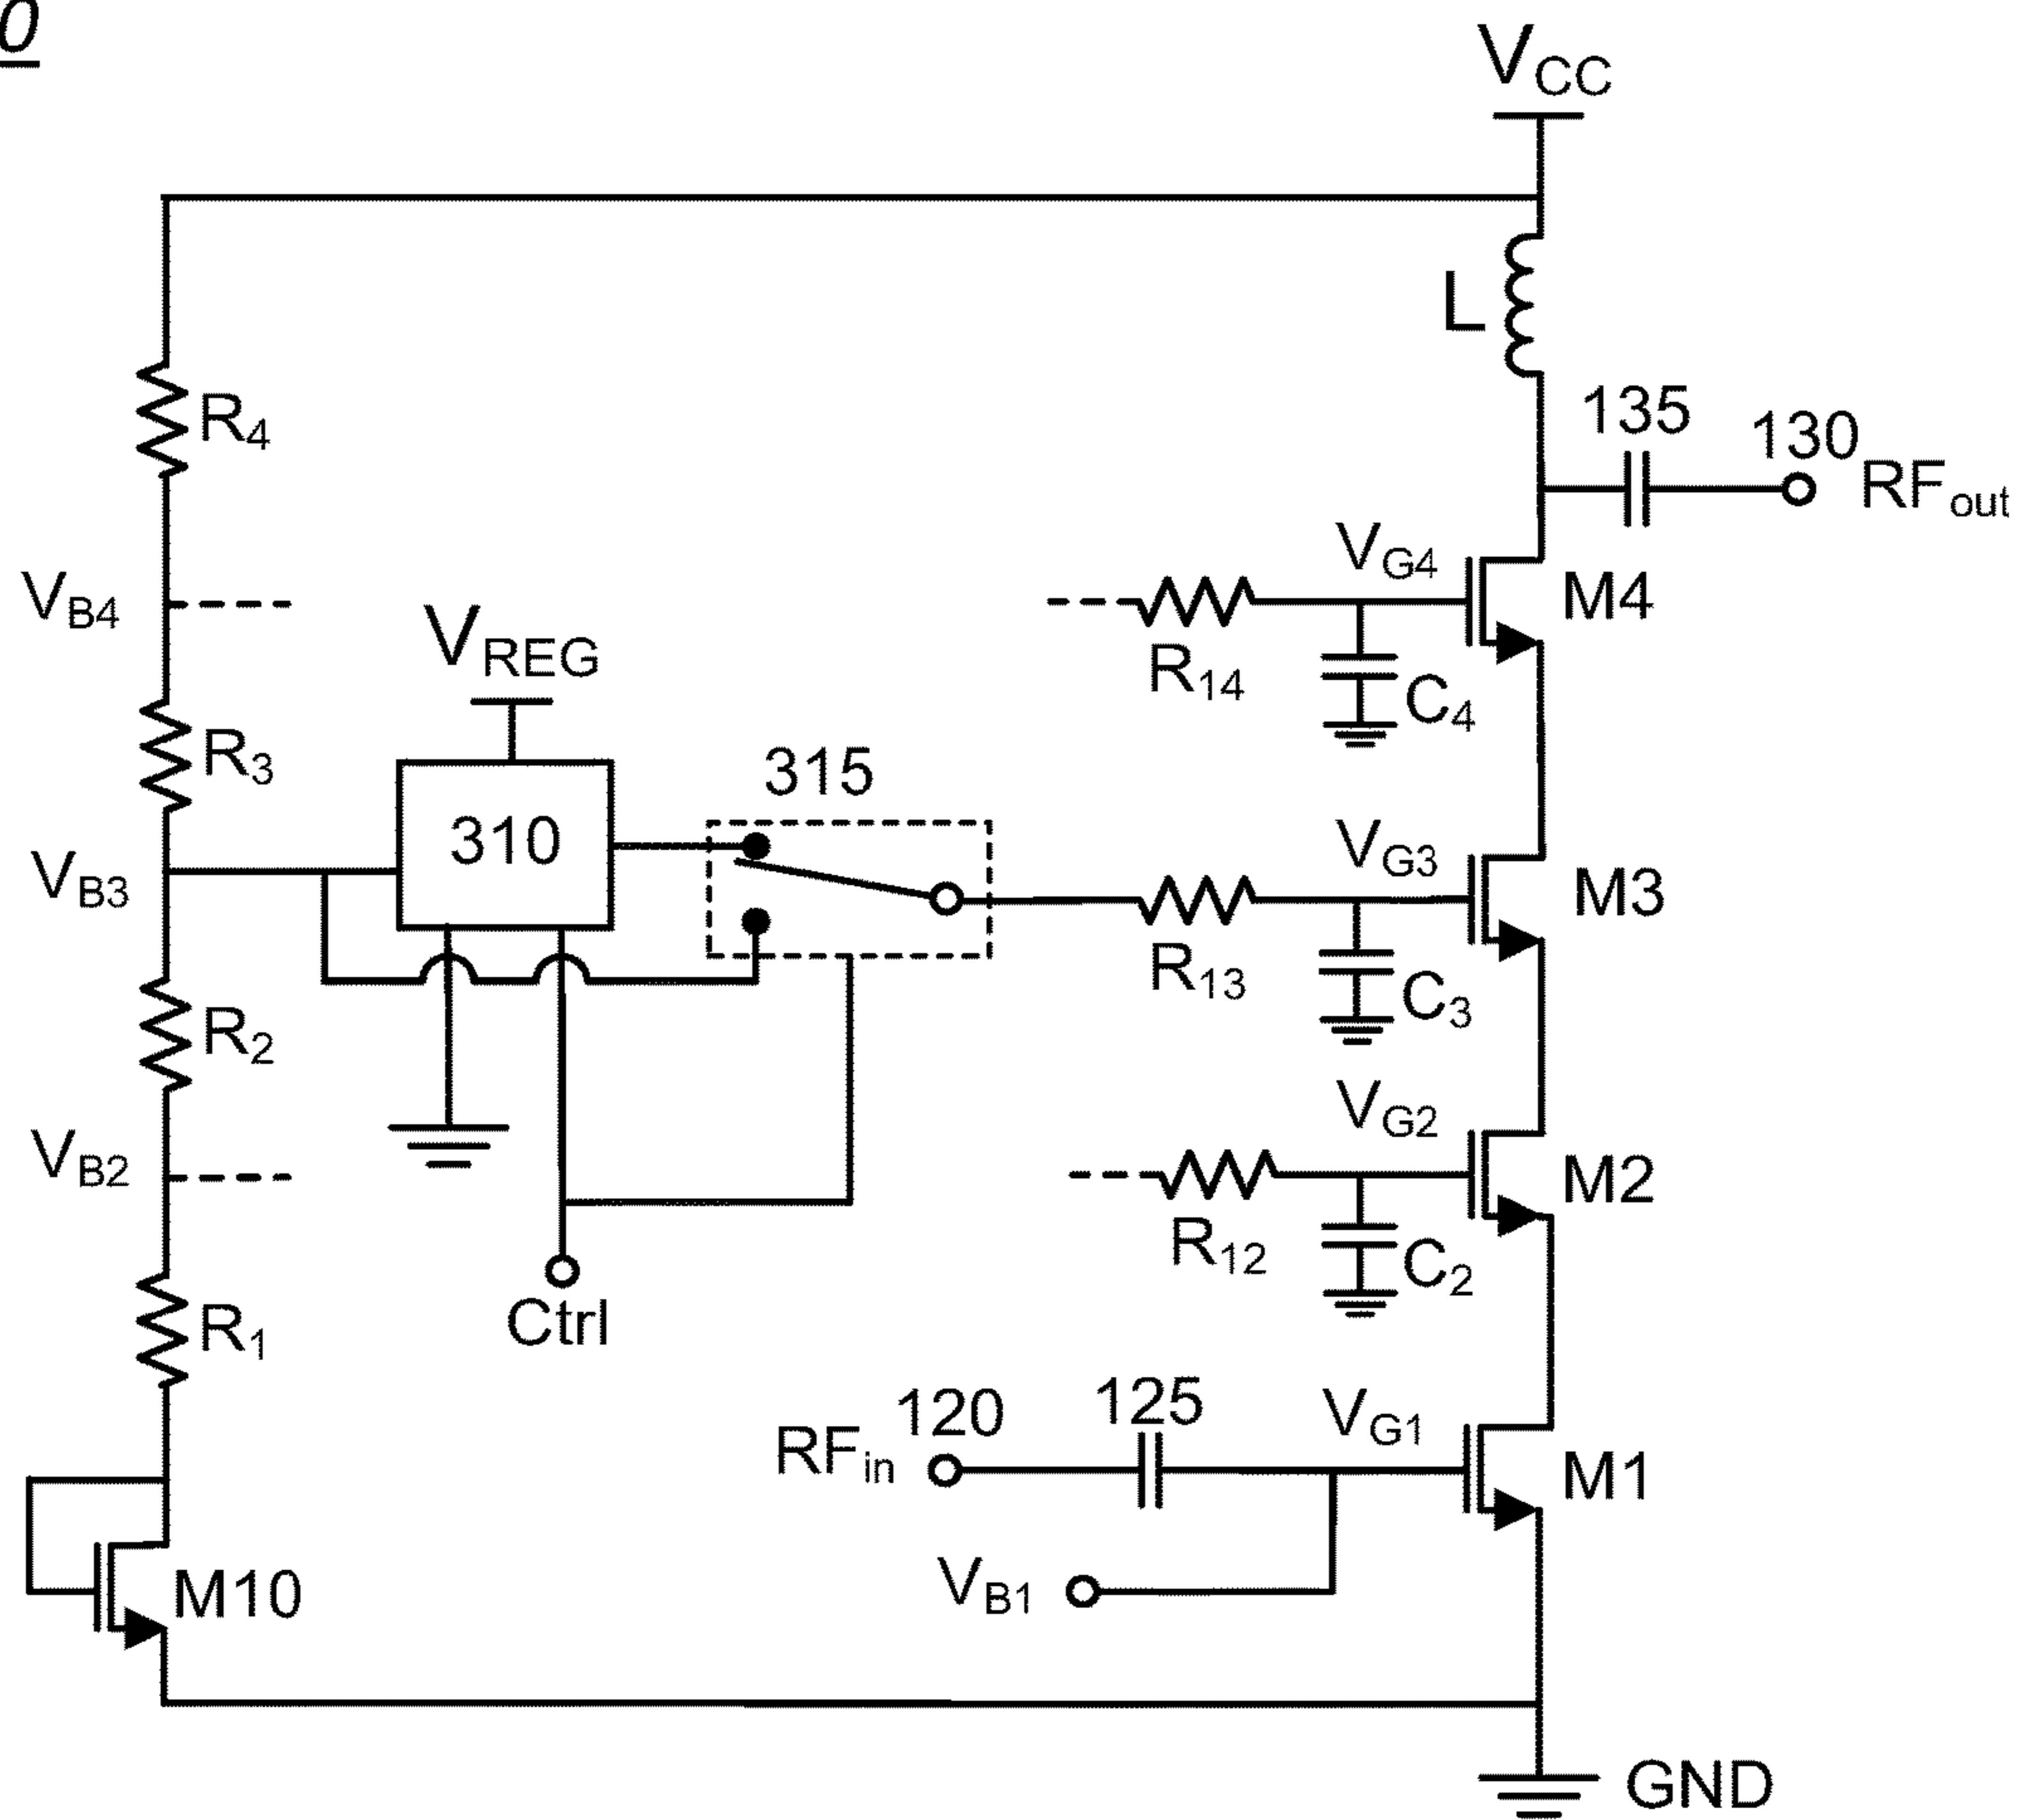 0
VCC
L
135
130
RFout
R4
VG4
M4
VB4
VREG
R14
C4
R3
315
310
VG3
M3
VB3
R13
C3
R2
VG2
M2
VB2
R12
C2
R1
Ctrl
120
125
VG1
RFin
M1
VB1
M10
GND